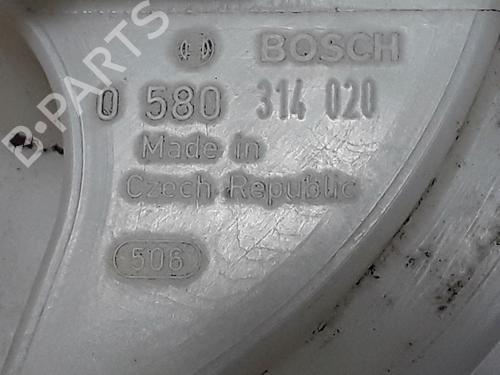 BOSCH
0 580 314 020
Made in
Czech Republic
506
B-PARTS